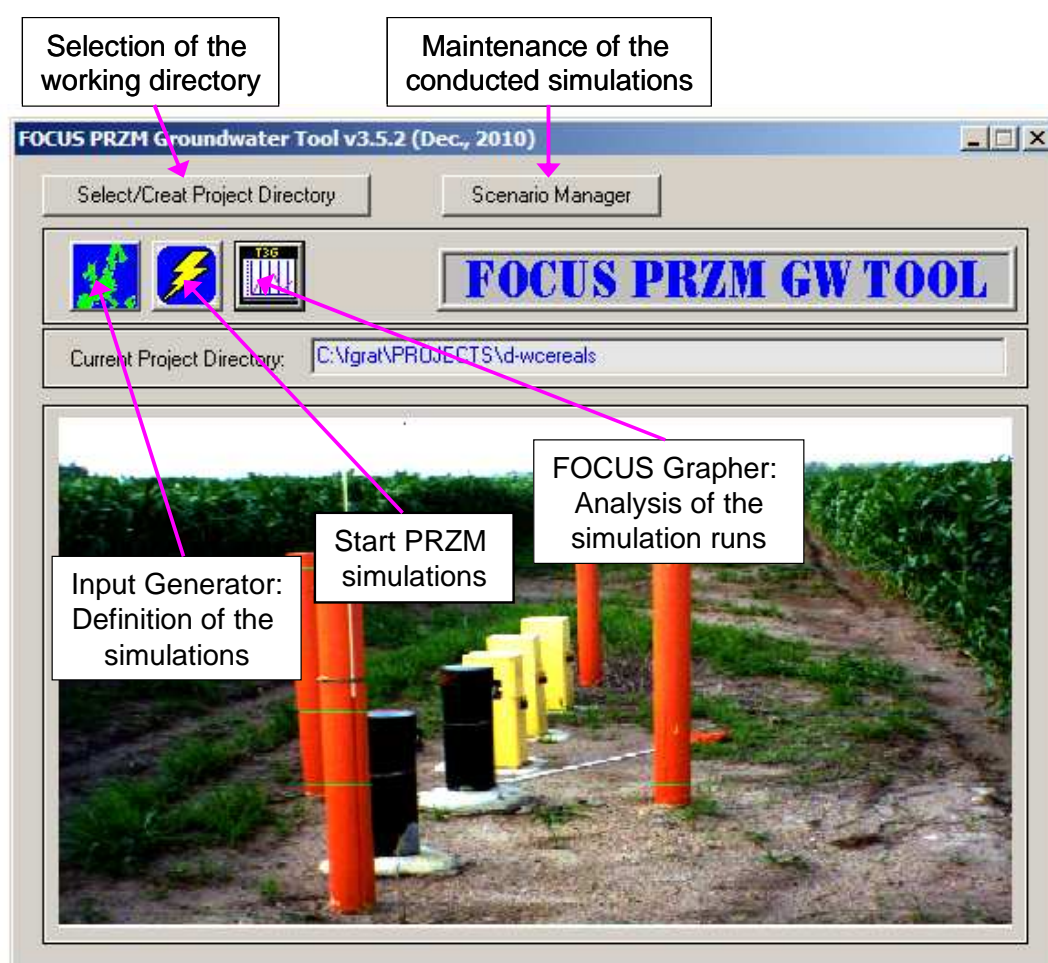 Selection of the
working directory
Maintenance of the
conducted simulations
FOCUS PRZM Groundwater Tool v3.5.2 (Dec., 2010)
Select/Creat Project Directory
Scenario Manager
T3G
FOCUS PRZM GW TOOL
Current Project Directory:
C:\fgrat\PROJECTS\d-wcereals
FOCUS Grapher:
Analysis of the
simulation runs
Start PRZM
simulations
Input Generator:
Definition of the
simulations